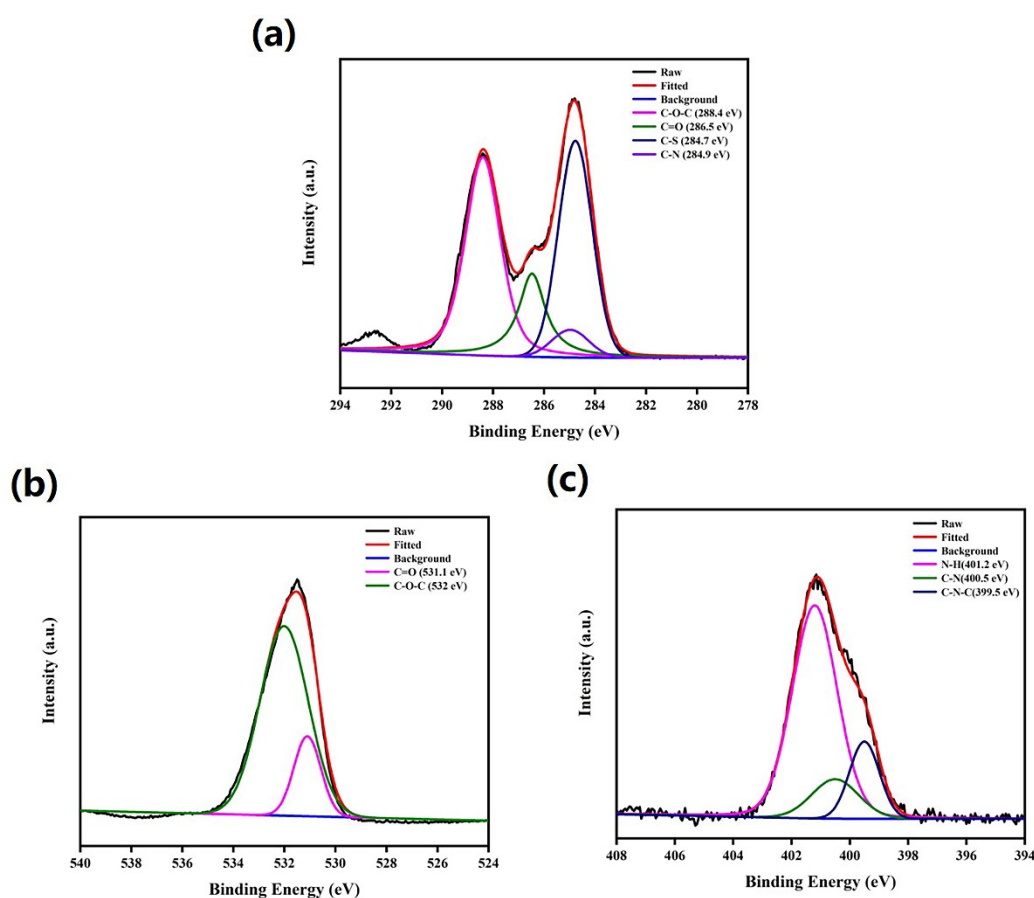 (a)
Raw
Fitted
Background
C-O-C (288.4 eV)
C=O (286.5 eV)
C-S (284.7 eV)
C-N (284.9 eV)
Intensity (a.u.)
294 292 290 288 286 284 282 280 278
Binding Energy (eV)
(b)
Raw
Fitted
Background
C=O (531.1 eV)
C-O-C (532 eV)
Intensity (a.u.)
540 538 536 534 532 530 528 526 524
Binding Energy (eV)
(c)
Raw
Fitted
Background
N-H(401.2 eV)
C-N(400.5 eV)
C-N-C(399.5 eV)
Intensity (a.u.)
408 406 404 402 400 398 396 394
Binding Energy (eV)